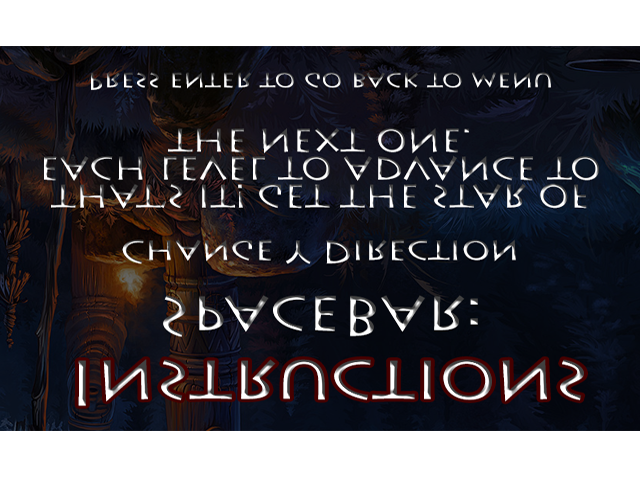 Instructions
SpaceBar:
Change Y Direction
That's it! Get the star of
each level to advance to
the next one.
Press enter to go back to menu